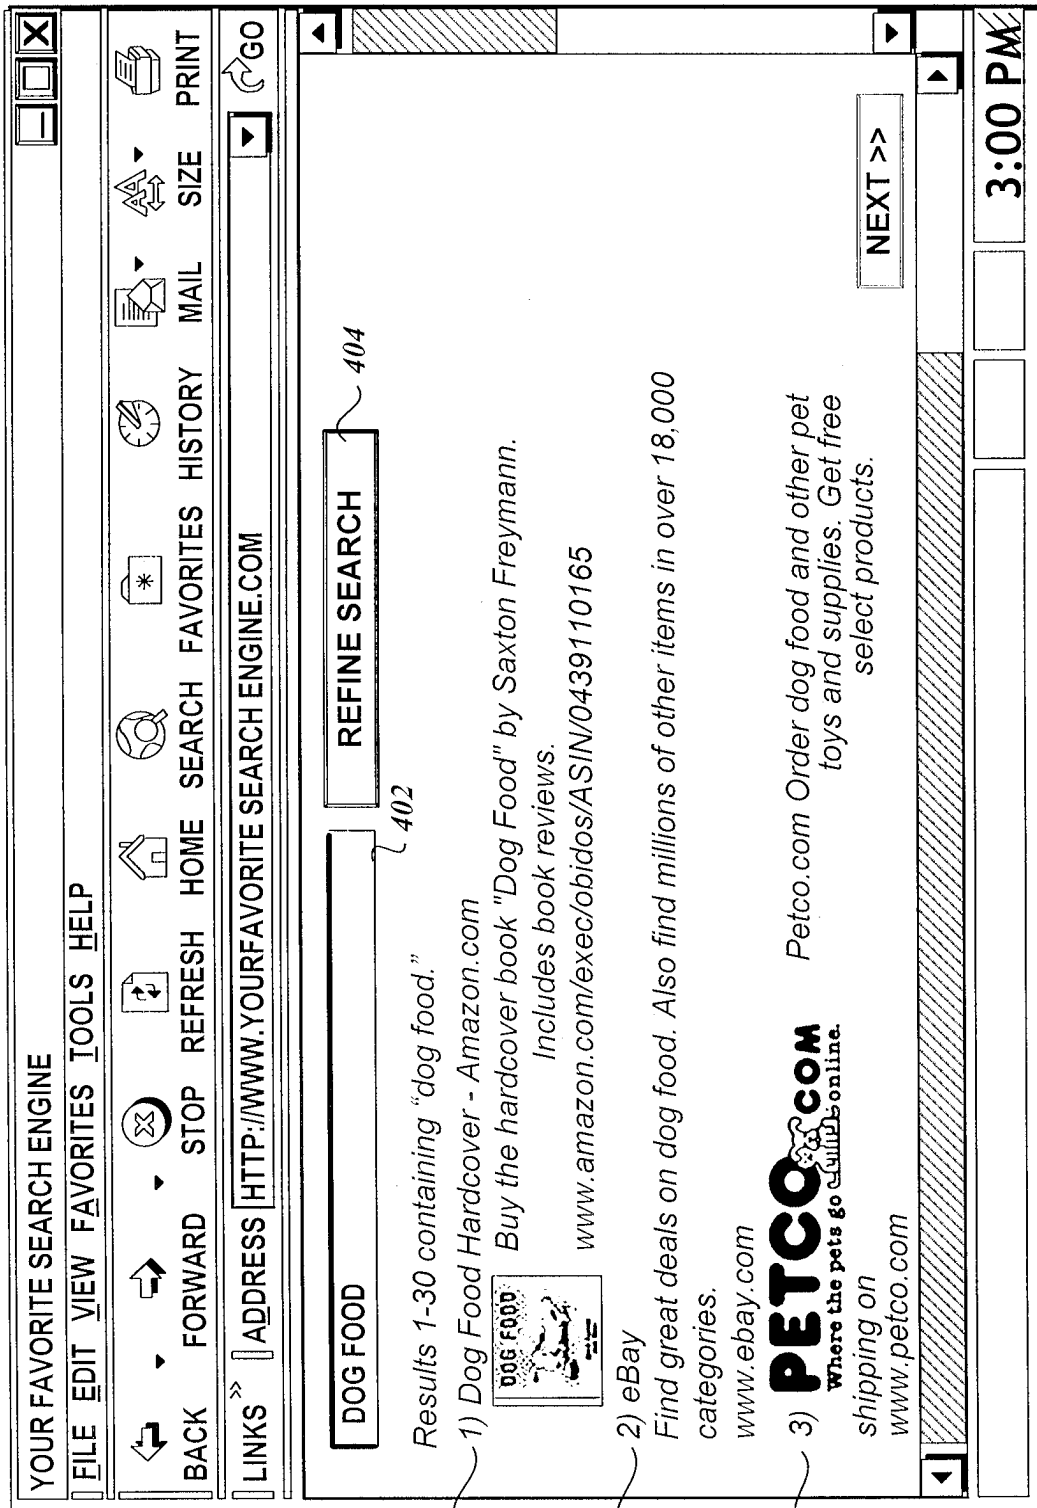 YOUR FAVORITE SEARCH ENGINE
FILE EDIT VIEW FAVORITES TOOLS HELP
BACK FORWARD STOP REFRESH HOME SEARCH FAVORITES HISTORY MAIL SIZE PRINT
LINKS >> ADDRESS HTTP://WWW.YOURFAVORITE SEARCH ENGINE.COM GO
DOG FOOD REFINE SEARCH
402 404
Results 1-30 containing “dog food.”
1) Dog Food Hardcover - Amazon.com
DOG FOOD
Buy the hardcover book "Dog Food" by Saxton Freymann.
Includes book reviews.
www.amazon.com/exec/obidos/ASIN/0439110165
2) eBay
Find great deals on dog food. Also find millions of other items in over 18,000
categories.
www.ebay.com
3) PETCO.COM
Where the pets go online.
Petco.com Order dog food and other pet
toys and supplies. Get free
shipping on select products.
www.petco.com
NEXT >>
3:00 PM